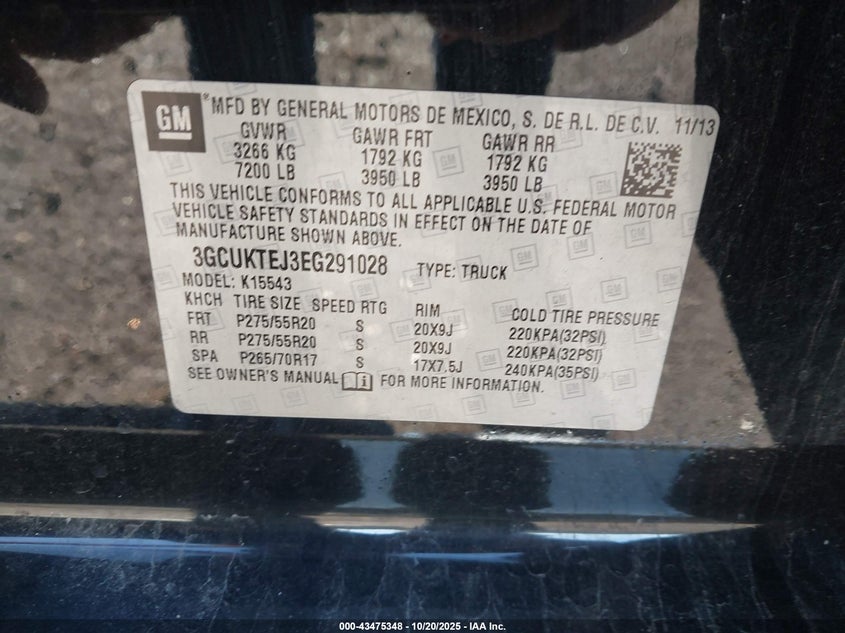 GM *MFD BY GENERAL MOTORS DE MEXICO, S. DE R.L. DE C.V. 11/13
GVWR GAWR FRT GAWR RR
3266 KG 1792 KG 1792 KG
7200 LB 3950 LB 3950 LB
THIS VEHICLE CONFORMS TO ALL APPLICABLE U.S. FEDERAL MOTOR
VEHICLE SAFETY STANDARDS IN EFFECT ON THE DATE OF
MANUFACTURE SHOWN ABOVE.
3GCUKTEJ3EG291028 TYPE: TRUCK
MODEL: K15543
KHCH TIRE SIZE SPEED RTG RIM COLD TIRE PRESSURE
FRT P275/55R20 S 20X9J 220KPA(32PSI)
RR P275/55R20 S 20X9J 220KPA(32PSI)
SPA P265/70R17 S 17X7.5J 240KPA(35PSI)
SEE OWNER'S MANUAL FOR MORE INFORMATION.
000-43475348 - 10/20/2025 - IAA Inc.